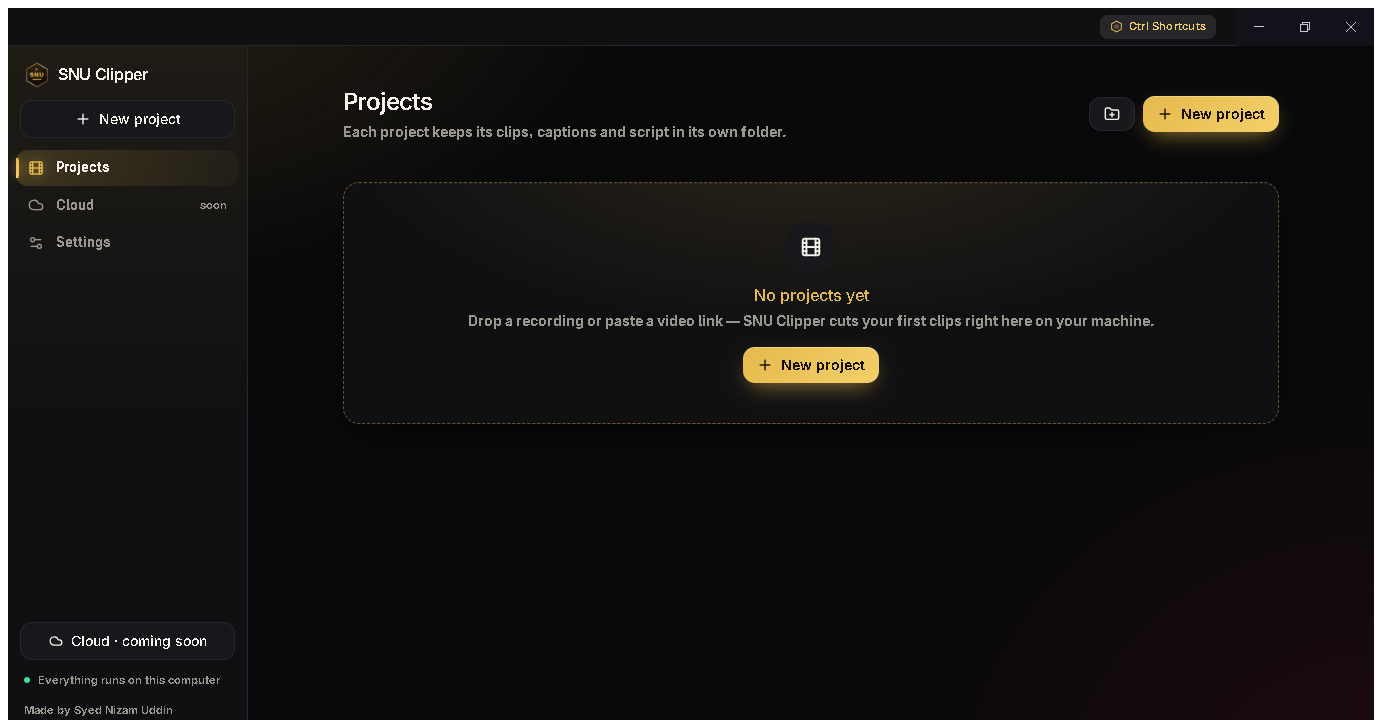 Ctrl Shortcuts
SNU
SNU Clipper
New project
Projects
Cloud
soon
Settings
Cloud · coming soon
Everything runs on this computer
Made by Syed Nizam Uddin
Projects
Each project keeps its clips, captions and script in its own folder.
New project
No projects yet
Drop a recording or paste a video link — SNU Clipper cuts your first clips right here on your machine.
New project